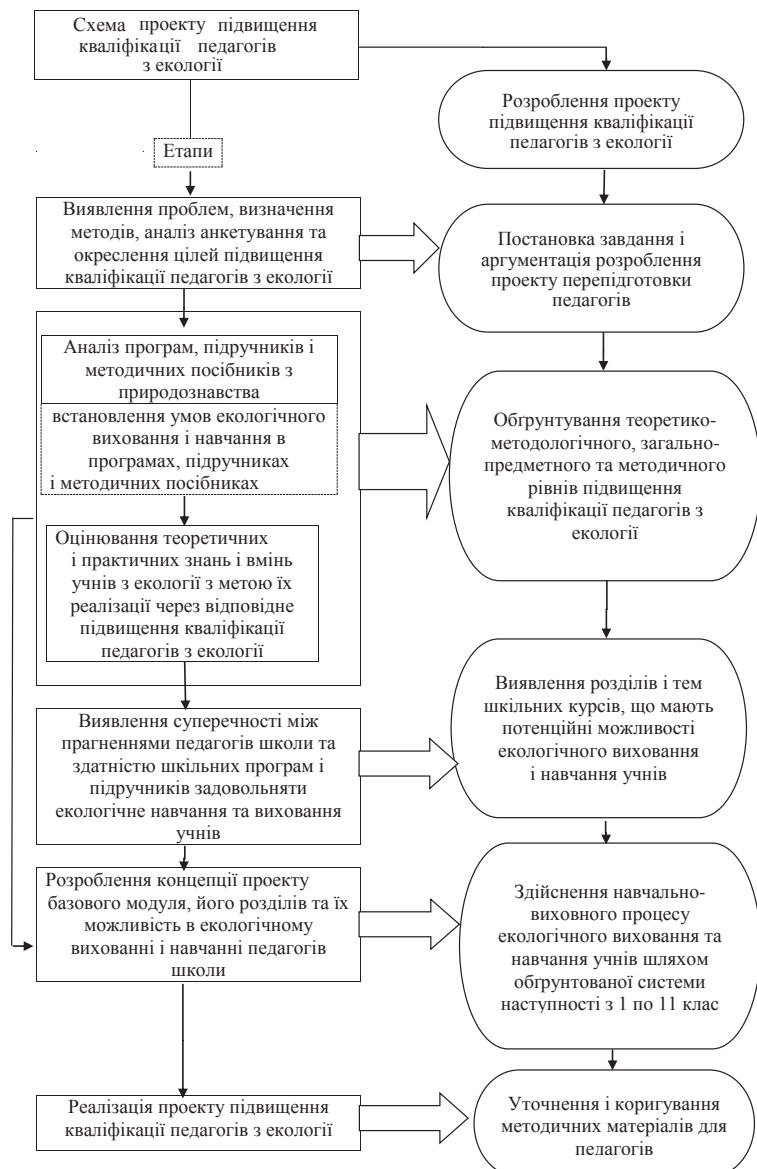 Схема проекту підвищення
кваліфікації педагогів
з екології
Розроблення проекту
підвищення кваліфікації
педагогів з екології
Етапи
Виявлення проблем, визначення
методів, аналіз анкетування та
окреслення цілей підвищення
кваліфікації педагогів з екології
Постановка завдання і
аргументація розроблення
проекту перепідготовки
педагогів
Аналіз програм, підручників і
методичних посібників з
природознавства
встановлення умов екологічного
виховання і навчання в
програмах, підручниках
і методичних посібниках
Обґрунтування теоретико-
методологічного, загально-
предметного та методичного
рівнів підвищення
кваліфікації педагогів з
екології
Оцінювання теоретичних
і практичних знань і вмінь
учнів з екології з метою їх
реалізації через відповідне
підвищення кваліфікації
педагогів з екології
Виявлення розділів і тем
шкільних курсів, що мають
потенційні можливості
екологічного виховання
і навчання учнів
Виявлення суперечності між
прагненнями педагогів школи та
здатністю шкільних програм і
підручників задовольняти
екологічне навчання та виховання
учнів
Розроблення концепції проекту
базового модуля, його розділів та їх
можливість в екологічному
вихованні і навчанні педагогів
школи
Здійснення навчально-
виховного процесу
екологічного виховання та
навчання учнів шляхом
обґрунтованої системи
наступності з 1 по 11 клас
Реалізація проекту підвищення
кваліфікації педагогів з екології
Уточнення і коригування
методичних матеріалів для
педагогів